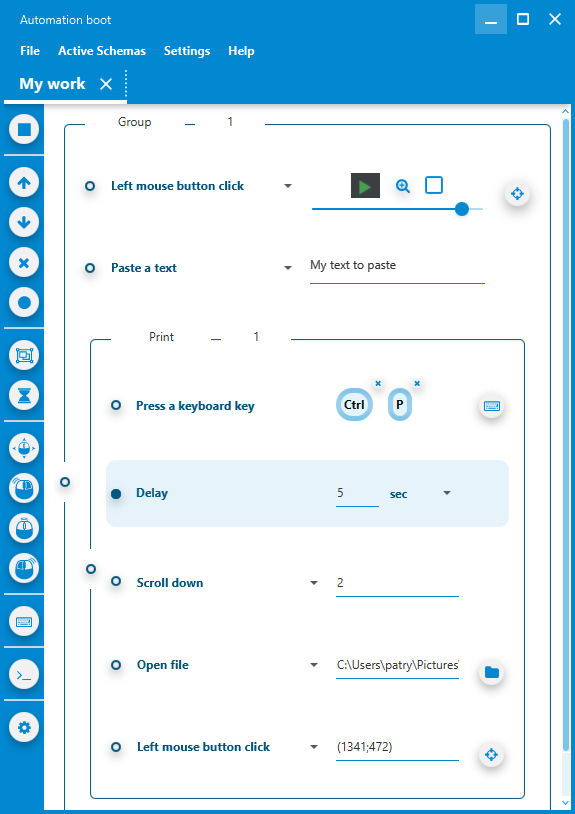 Automation boot
File Active Schemas Settings Help
My work
Group 1
Left mouse button click
Paste a text My text to paste
Print 1
Press a keyboard key Ctrl P
Delay 5 sec
Scroll down 2
Open file C:\Users\patry\Pictures\
Left mouse button click (1341;472)